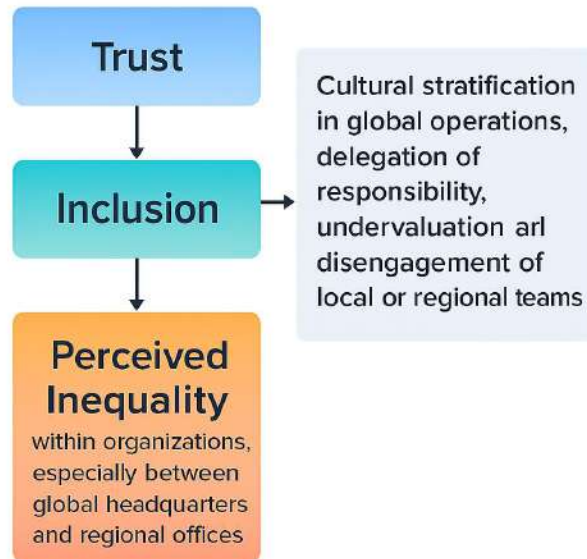 Trust
Inclusion
Cultural stratification
in global operations,
delegation of
responsibility,
undervaluation arl
disengagement of
local or regional teams
Perceived
Inequality
within organizations,
especially between
global headquarters
and regional offices